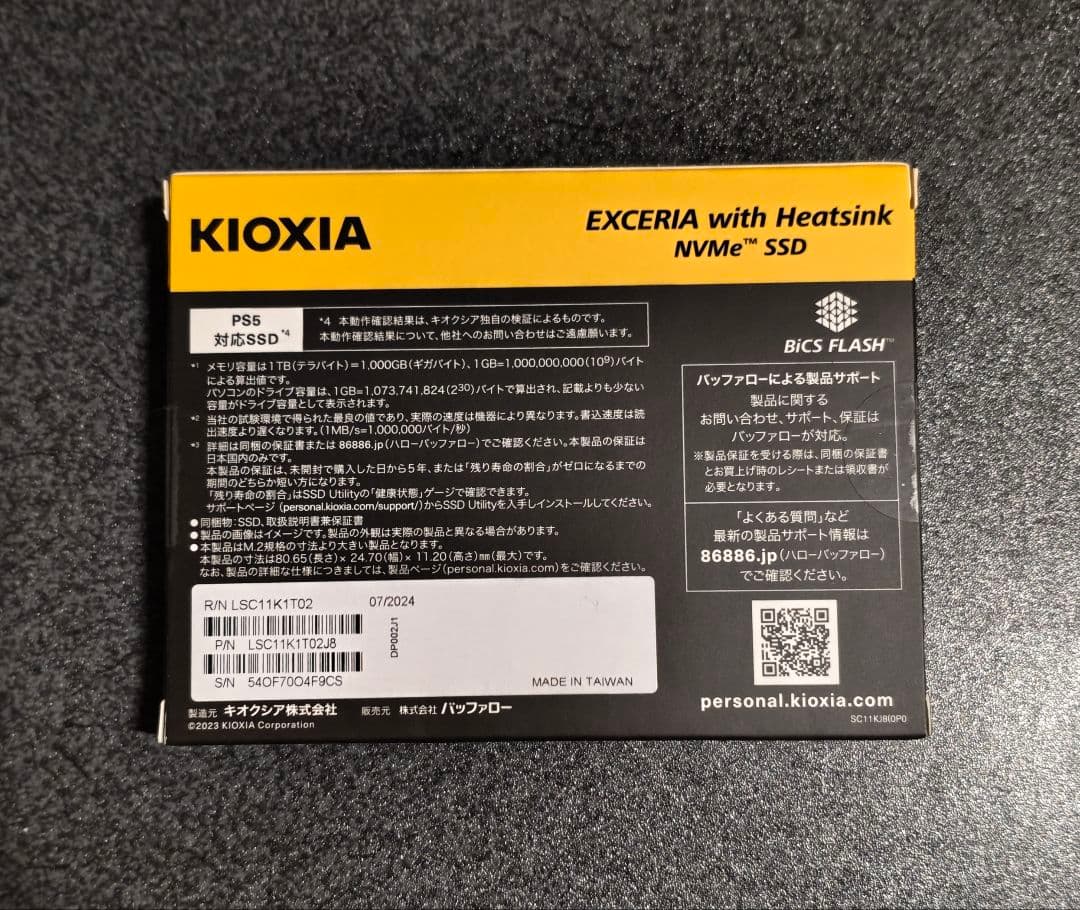 KIOXIA
EXCERIA with Heatsink
NVMe™ SSD
PS5
対応SSD*4
*4 本動作確認結果は、キオクシア独自の検証によるものです。
本動作確認結果について、他社へのお問い合わせはご遠慮願います。
BiCS FLASH™
*1 メモリ容量は1TB(テラバイト)=1,000GB(ギガバイト)、1GB=1,000,000,000(10⁹)バイト
による算出値です。
パソコンのドライブ容量は、1GB=1,073,741,824(2³⁰)バイトで算出され、記載よりも少ない
容量がドライブ容量として表示されます。
*2 当社の試験環境で得られた最良の値であり、実際の速度は機器により異なります。書込速度は読
出速度より遅くなります。(1MB/s=1,000,000バイト/秒)
*3 詳細は同梱の保証書または 86886.jp(ハローバッファロー)でご確認ください。本製品の保証は
日本国内のみです。
本製品の保証は、未開封で購入した日から5年、または「残り寿命の割合」がゼロになるまでの
期間のどちらか短い方になります。
「残り寿命の割合」はSSD Utilityの「健康状態」ゲージで確認できます。
サポートページ (personal.kioxia.com/support/)からSSD Utilityを入手しインストールしてください。
●同梱物:SSD、取扱説明書兼保証書
●製品の画像はイメージです。製品の外観は実際の製品と異なる場合があります。
●本製品はM.2規格の寸法より大きい製品となります。
本製品の寸法は80.65(長さ)× 24.70(幅)× 11.20(高さ)㎜(最大)です。
なお、製品の詳細な仕様につきましては、製品ページ(personal.kioxia.com)をご確認ください。
バッファローによる製品サポート
製品に関する
お問い合わせ、サポート、保証は
バッファローが対応。
※製品保証を受ける際は、同梱の保証書
とお買上げ時のレシートまたは領収書が
必要となります。
「よくある質問」など
最新の製品サポート情報は
86886.jp(ハローバッファロー)
でご確認ください。
R/N LSC11K1T02
07/2024
P/N LSC11K1T02J8
DP002J1
S/N 54OF70O4F9CS
MADE IN TAIWAN
製造元 キオクシア株式会社
販売元 株式会社 バッファロー
©2023 KIOXIA Corporation
personal.kioxia.com
SC11KJ8(0P0